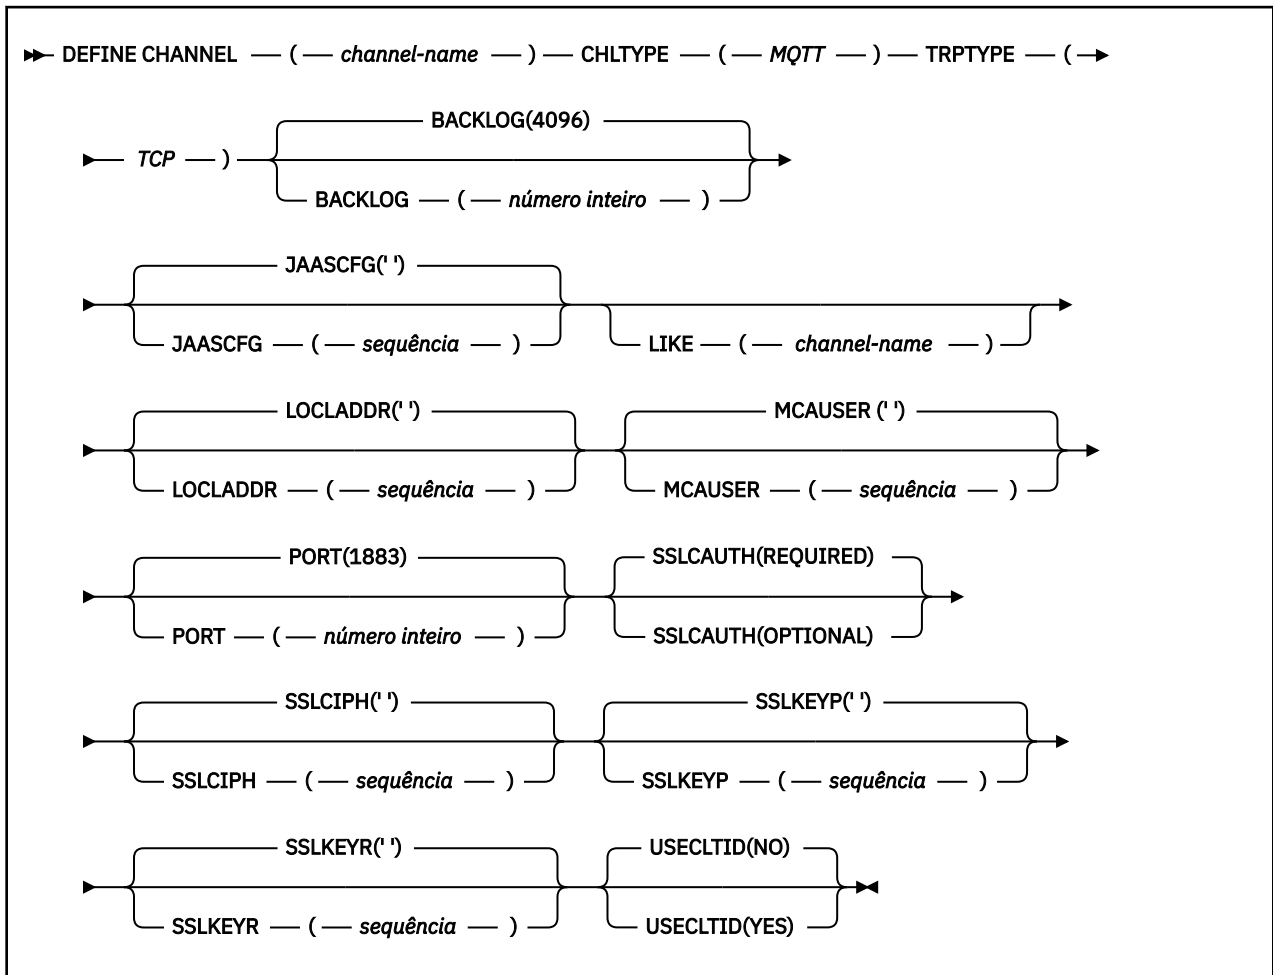 DEFINE CHANNEL ( channel-name ) CHLTYPE ( MQTT ) TRPTYPE (
BACKLOG(4096)
TCP )
BACKLOG ( número inteiro )
JAASCFG(' ')
JAASCFG ( sequência ) LIKE ( channel-name )
LOCLADDR(' ') MCAUSER (' ')
LOCLADDR ( sequência ) MCAUSER ( sequência )
PORT(1883) SSLCAUTH(REQUIRED)
PORT ( número inteiro ) SSLCAUTH(OPTIONAL)
SSLCIPH(' ') SSLKEYP(' ')
SSLCIPH ( sequência ) SSLKEYP ( sequência )
SSLKEYR(' ') USECLTID(NO)
SSLKEYR ( sequência ) USECLTID(YES)